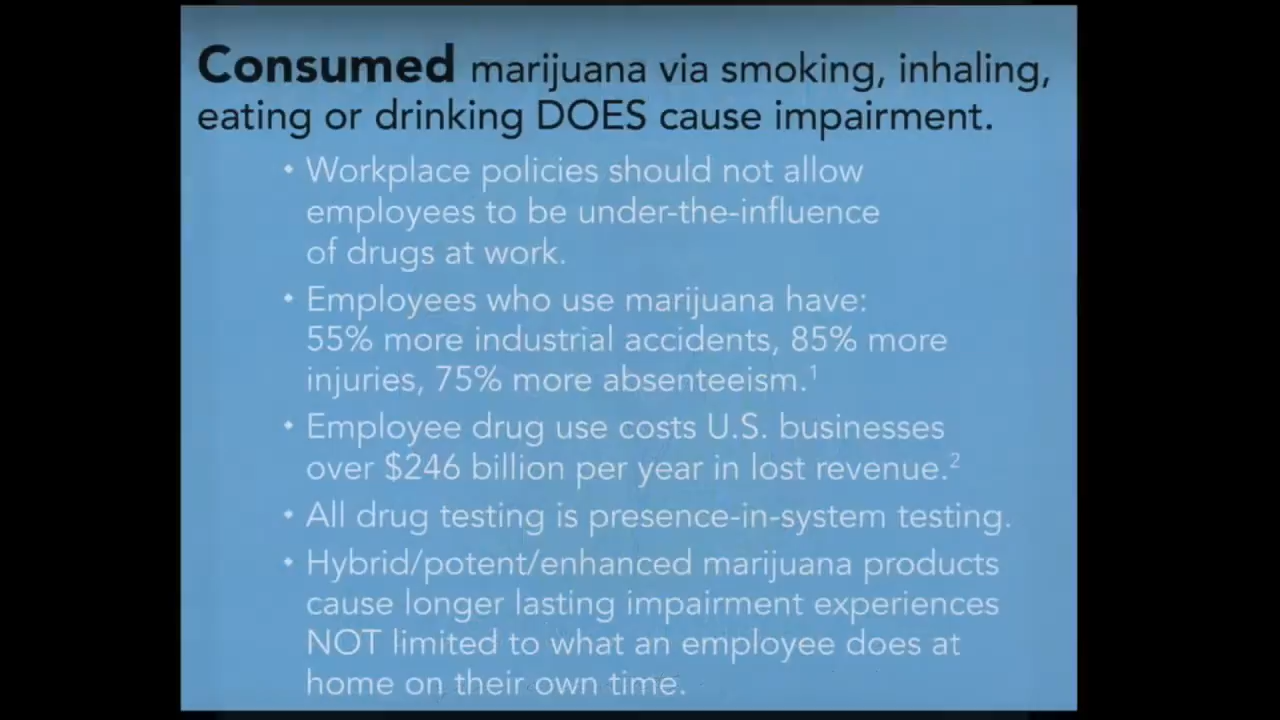 Consumed marijuana via smoking, inhaling,
eating or drinking DOES cause impairment.
• Workplace policies should not allow
employees to be under-the-influence
of drugs at work.
• Employees who use marijuana have:
55% more industrial accidents, 85% more
injuries, 75% more absenteeism.¹
• Employee drug use costs U.S. businesses
over $246 billion per year in lost revenue.²
• All drug testing is presence-in-system testing.
• Hybrid/potent/enhanced marijuana products
cause longer lasting impairment experiences
NOT limited to what an employee does at
home on their own time.